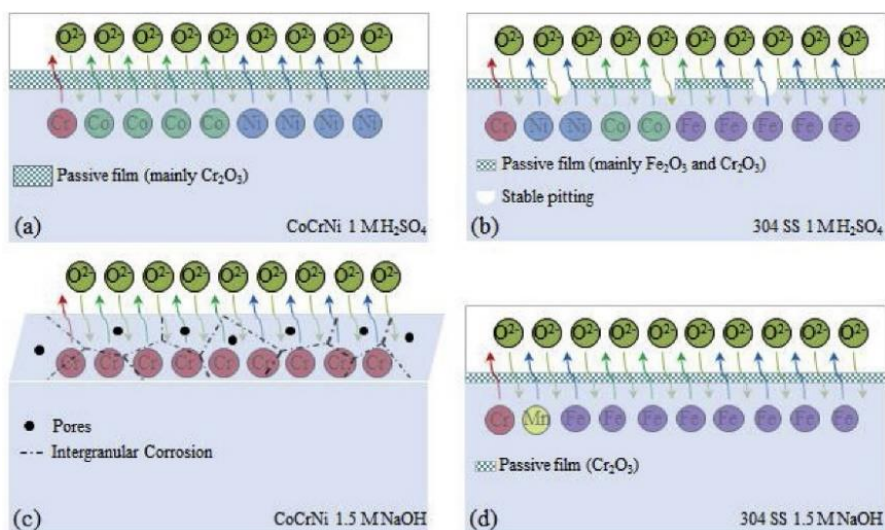 O²⁻ O²⁻ O²⁻ O²⁻ O²⁻ O²⁻ O²⁻ O²⁻ O²⁻
Cr Co Co Co Co Ni Ni Ni Ni
Passive film (mainly Cr₂O₃)
(a) CoCrNi 1 M H₂SO₄
O²⁻ O²⁻ O²⁻ O²⁻ O²⁻ O²⁻ O²⁻ O²⁻ O²⁻ O²⁻
Cr Ni Ni Co Co Fe Fe Fe Fe Fe
Passive film (mainly Fe₂O₃ and Cr₂O₃)
Stable pitting
(b) 304 SS 1 M H₂SO₄
O²⁻ O²⁻ O²⁻ O²⁻ O²⁻ O²⁻ O²⁻ O²⁻ O²⁻
Cr Cr Cr Cr Cr Cr Cr Cr Cr
Pores
Intergranular Corrosion
(c) CoCrNi 1.5 M NaOH
O²⁻ O²⁻ O²⁻ O²⁻ O²⁻ O²⁻ O²⁻ O²⁻ O²⁻ O²⁻
Cr Mn Fe Fe Fe Fe Fe Fe Fe Fe
Passive film (Cr₂O₃)
(d) 304 SS 1.5 M NaOH